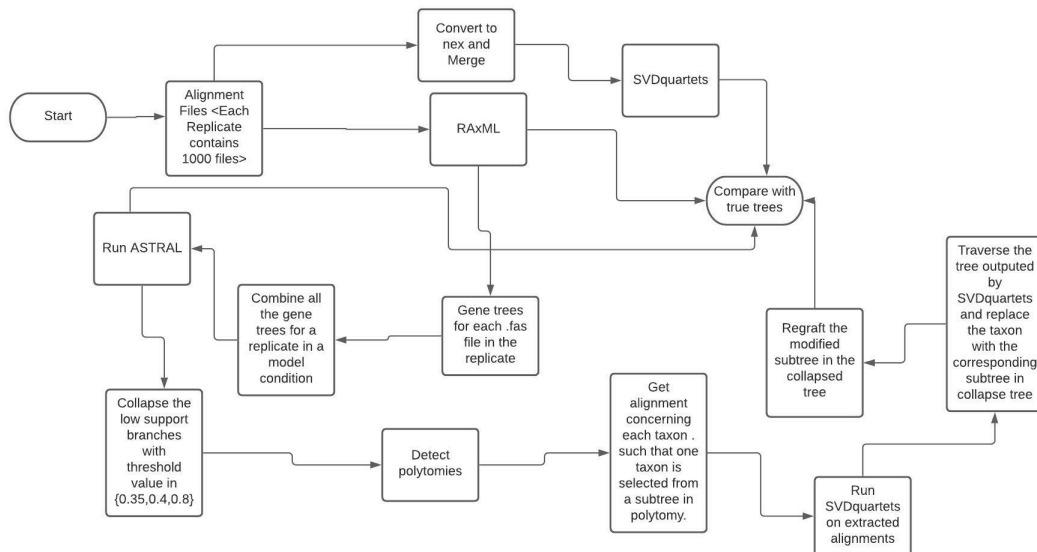 Start
Alignment
Files <Each
Replicate
contains
1000 files>
Convert to
nex and
Merge
SVDquartets
RAxML
Compare with
true trees
Run ASTRAL
Combine all
the gene
trees for a
replicate in a
model
condition
Gene trees
for each .fas
file in the
replicate
Regraft the
modified
subtree in the
collapsed
tree
Traverse the
tree outputed
by
SVDquartets
and replace
the taxon
with the
corresponding
subtree in
collapse tree
Collapse the
low support
branches
with
threshold
value in
{0.35,0.4,0.8}
Detect
polytomies
Get
alignment
concerning
each taxon .
such that one
taxon is
selected from
a subtree in
polytomy.
Run
SVDquartets
on extracted
alignments